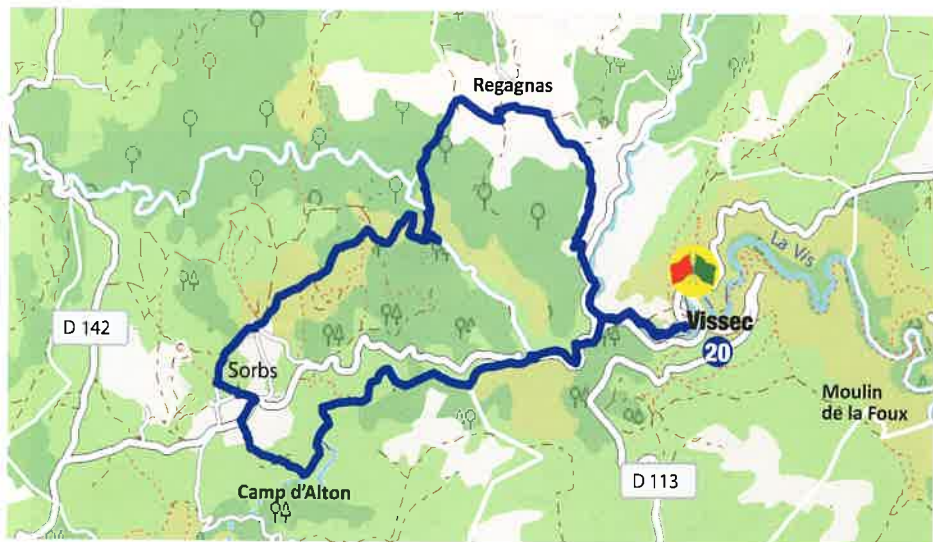 Regagnas
La Vis
D 142
Vissec
20
Sorbs
Moulin
de la Foux
D 113
Camp d'Alton